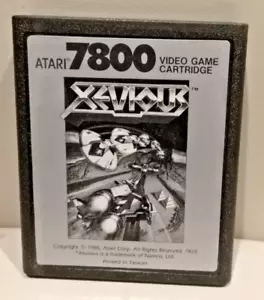 ATARI 7800 VIDEO GAME
CARTRIDGE
XEVIOUS™
Copyright © 1986, Atari Corp. All Rights Reserved.
*Xevious is a trademark of Namco, Ltd.
Printed in Taiwan